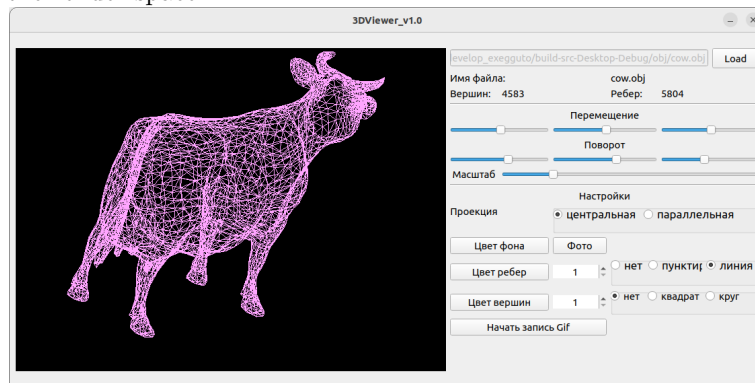 3DViewer_v1.0
evelop_exegguto/build-src-Desktop-Debug/obj/cow.obj Load
Имя файла: cow.obj
Вершин: 4583 Ребер: 5804
Перемещение
Поворот
Масштаб
Настройки
Проекция центральная параллельная
Цвет фона Фото
Цвет ребер 1 нет пунктир линия
Цвет вершин 1 нет квадрат круг
Начать запись Gif